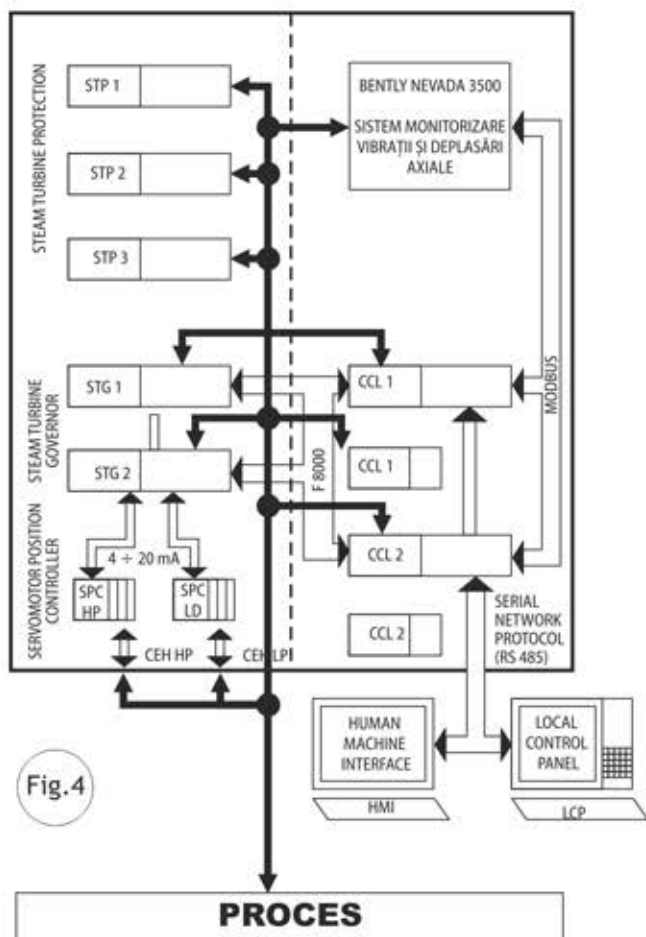 STEAM TURBINE PROTECTION
STP 1
STP 2
STP 3
BENTLY NEVADA 3500
SISTEM MONITORIZARE
VIBRAȚII ȘI DEPLASĂRI
AXIALE
MODBUS
STEAM TURBINE
GOVERNOR
STG 1
STG 2
F 8000
CCL 1
CCL 1
CCL 2
CCL 2
SERVOMOTOR POSITION
CONTROLLER
4 ÷ 20 mA
SPC
HP
SPC
LD
CEH HP
CEH LP
SERIAL
NETWORK
PROTOCOL
(RS 485)
HUMAN
MACHINE
INTERFACE
HMI
LOCAL
CONTROL
PANEL
LCP
Fig.4
PROCES